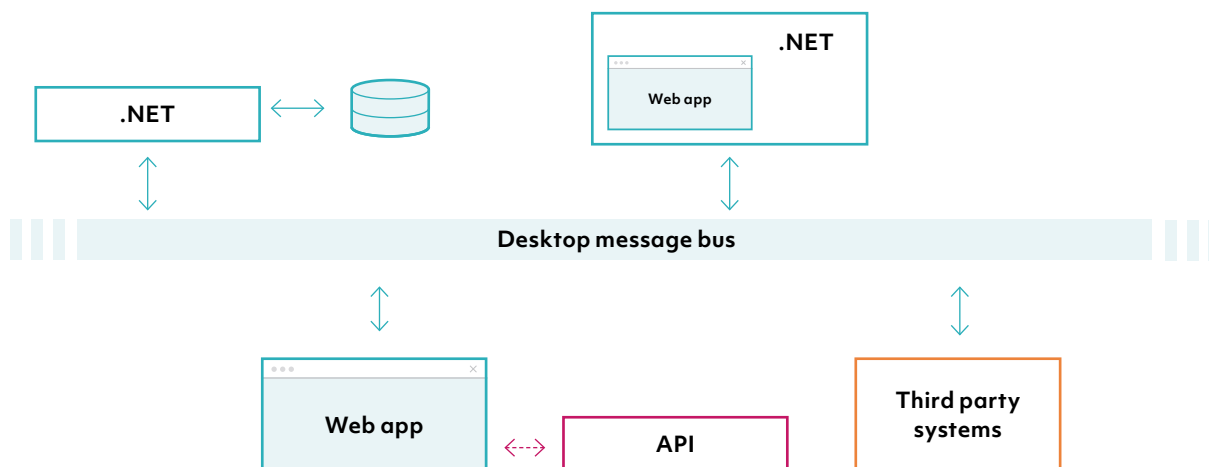 .NET
.NET
Web app
Desktop message bus
Web app
API
Third party
systems